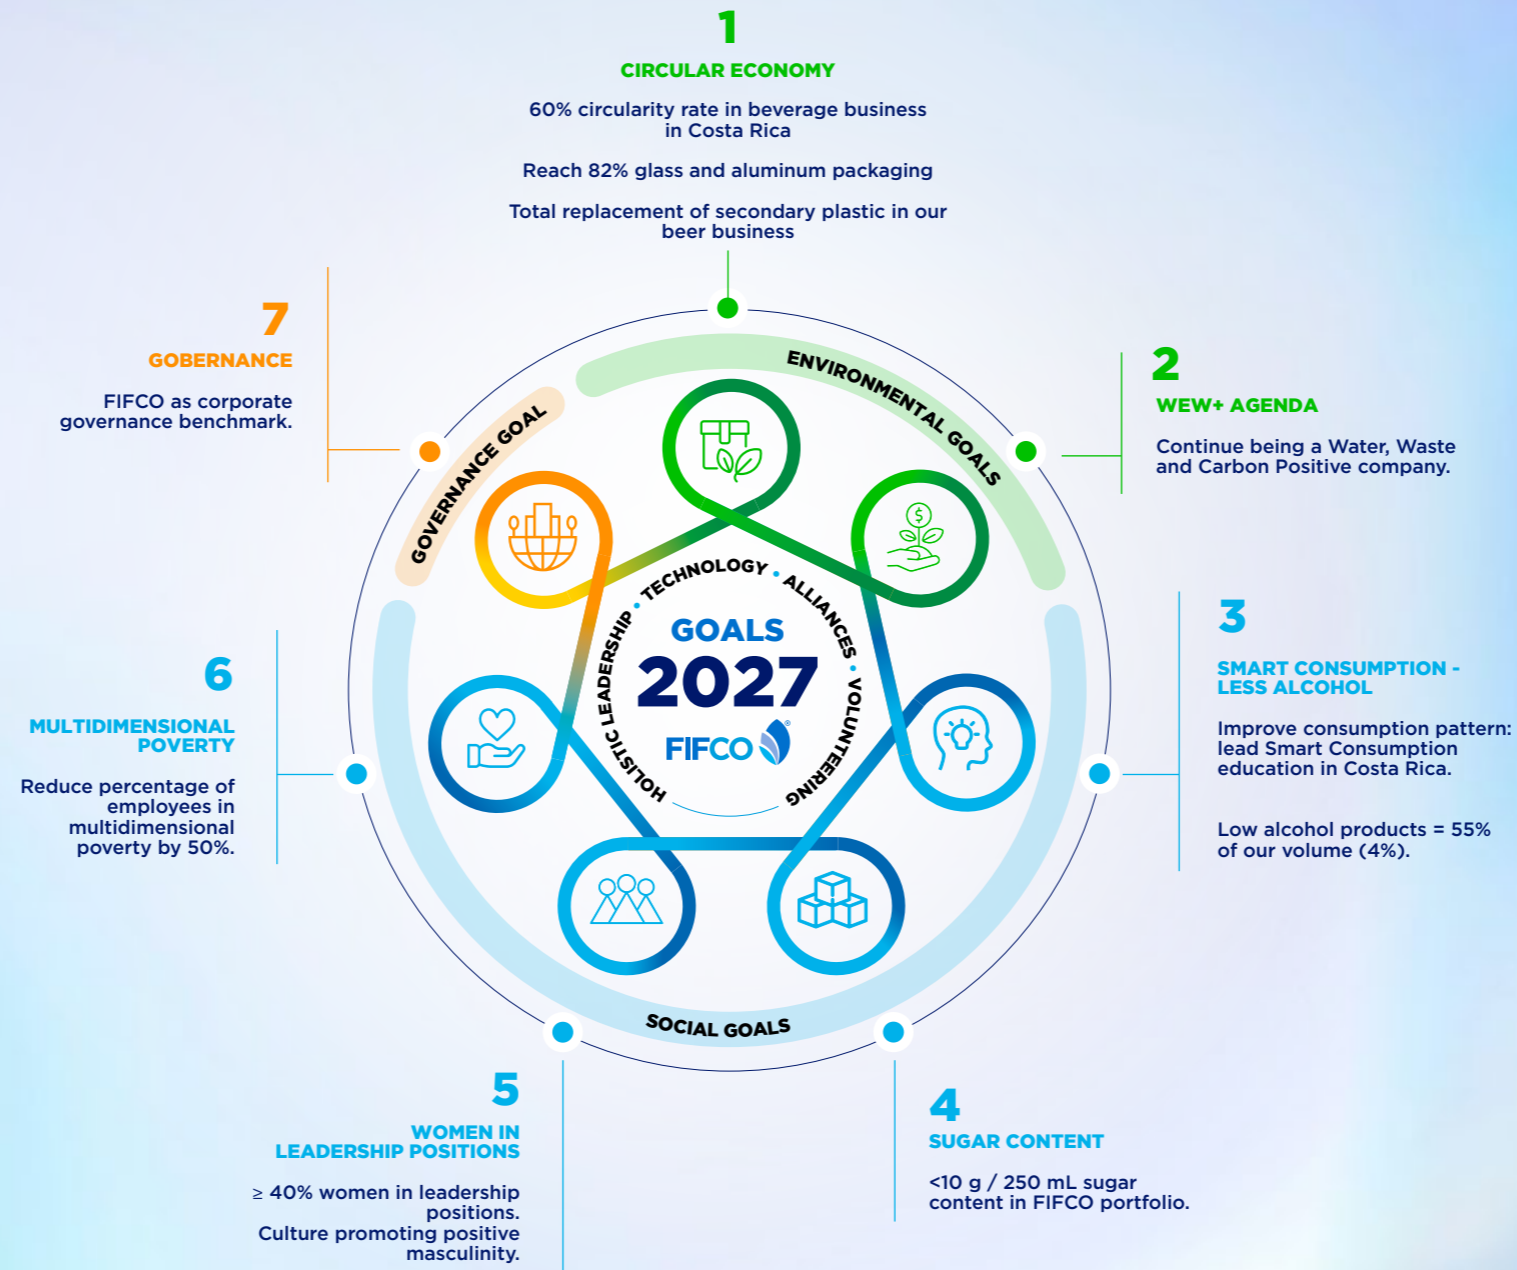 1
CIRCULAR ECONOMY
60% circularity rate in beverage business
in Costa Rica
Reach 82% glass and aluminum packaging
Total replacement of secondary plastic in our
beer business
2
WEW+ AGENDA
Continue being a Water, Waste
and Carbon Positive company.
3
SMART CONSUMPTION -
LESS ALCOHOL
Improve consumption pattern:
lead Smart Consumption
education in Costa Rica.
Low alcohol products = 55%
of our volume (4%).
4
SUGAR CONTENT
<10 g / 250 mL sugar
content in FIFCO portfolio.
5
WOMEN IN
LEADERSHIP POSITIONS
≥ 40% women in leadership
positions.
Culture promoting positive
masculinity.
6
MULTIDIMENSIONAL
POVERTY
Reduce percentage of
employees in
multidimensional
poverty by 50%.
7
GOBERNANCE
FIFCO as corporate
governance benchmark.
GOVERNANCE GOAL
ENVIRONMENTAL GOALS
SOCIAL GOALS
HOLISTIC LEADERSHIP • TECHNOLOGY • ALLIANCES • VOLUNTEERING
GOALS
2027
FIFCO
$
®